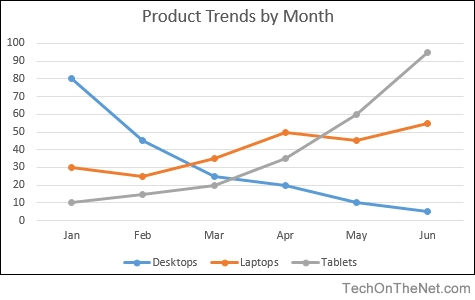 Product Trends by Month
100
90
80
70
60
50
40
30
20
10
0
Jan Feb Mar Apr May Jun
Desktops Laptops Tablets
TechOnTheNet.com